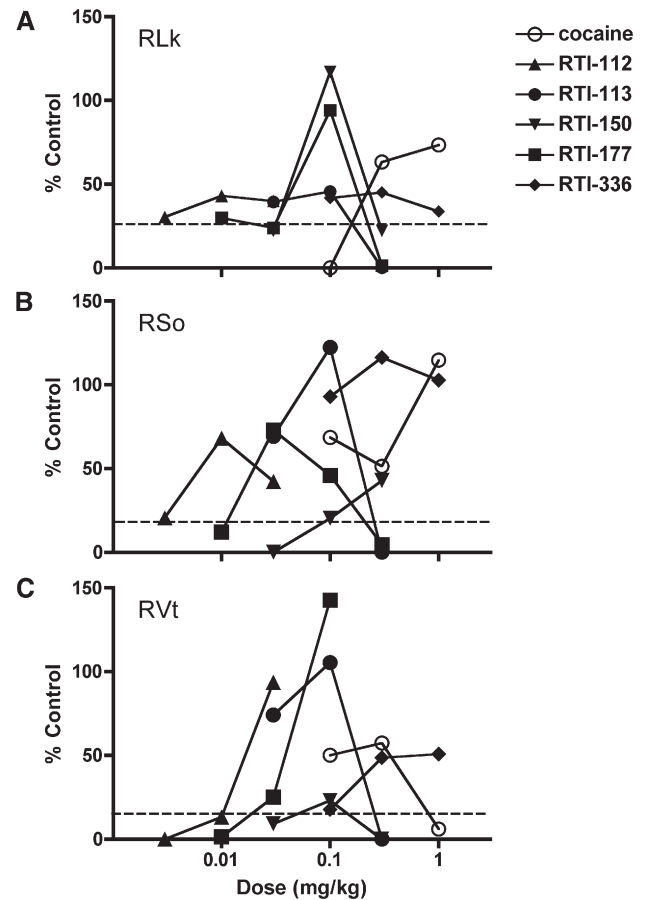 A
RLk
150
100
50
0
% Control
cocaine
RTI-112
RTI-113
RTI-150
RTI-177
RTI-336
B
RSo
150
100
50
0
% Control
C
RVt
150
100
50
0
% Control
0.01 0.1 1
Dose (mg/kg)